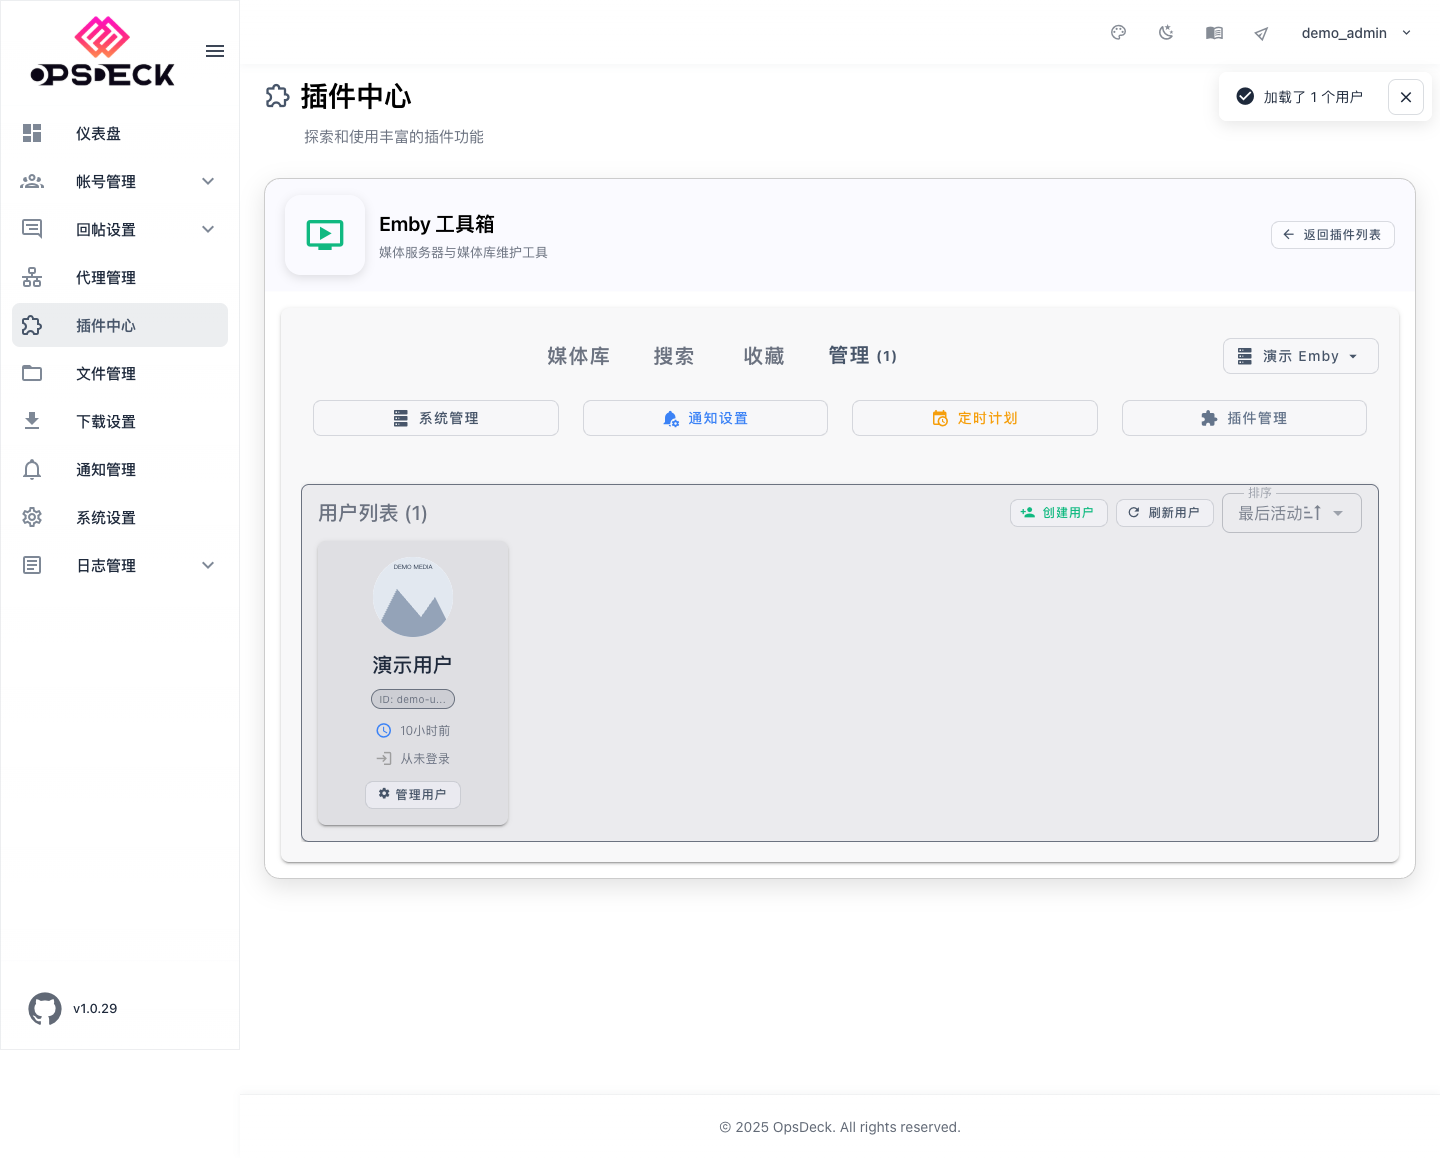 OPSDECK
仪表盘
帐号管理
回帖设置
代理管理
插件中心
文件管理
下载设置
通知管理
系统设置
日志管理
v1.0.29
demo_admin
加载了 1 个用户
插件中心
探索和使用丰富的插件功能
Emby 工具箱
媒体服务器与媒体库维护工具
返回插件列表
媒体库
搜索
收藏
管理 (1)
演示 Emby
系统管理
通知设置
定时计划
插件管理
用户列表 (1)
创建用户
刷新用户
排序
最后活动
DEMO MEDIA
演示用户
ID: demo-u...
10小时前
从未登录
管理用户
© 2025 OpsDeck. All rights reserved.